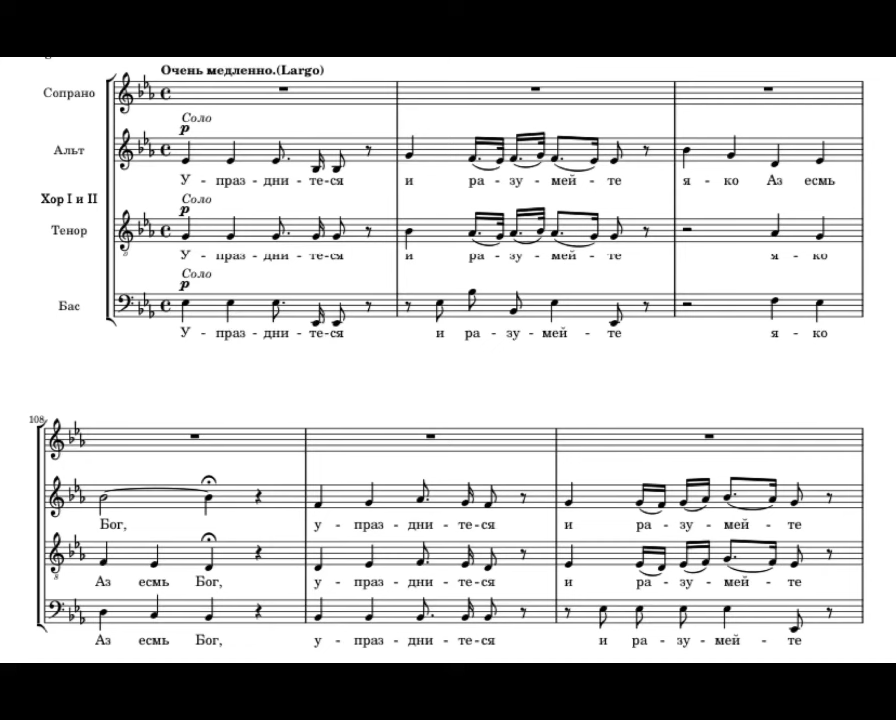 Очень медленно.(Largo)
Сопрано
Соло
p
Альт
У - праз - дни - те-ся и ра - зу - мей - те я - ко Аз есмь
Хор I и II
Соло
p
Тенор
У - праз - дни - те-ся и ра - зу - мей - те я - ко
Соло
p
Бас
У - праз - дни - те-ся и ра - зу - мей - те я - ко
108
Бог, у - праз - дни - те-ся и ра - зу - мей - те
Аз есмь Бог, у - праз - дни - те-ся и ра - зу - мей - те
Аз есмь Бог, у - праз - дни - те-ся и ра - зу - мей - те